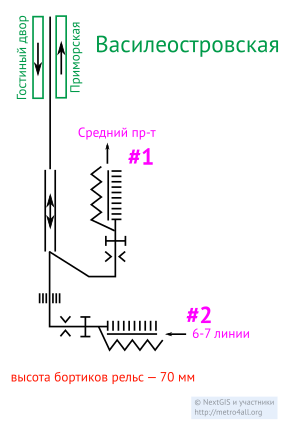 Василеостровская
Гостиный двор
Приморская
Средний пр-т
#1
#2
6-7 линии
высота бортиков рельс — 70 мм
© NextGIS и участники
http://metro4all.org